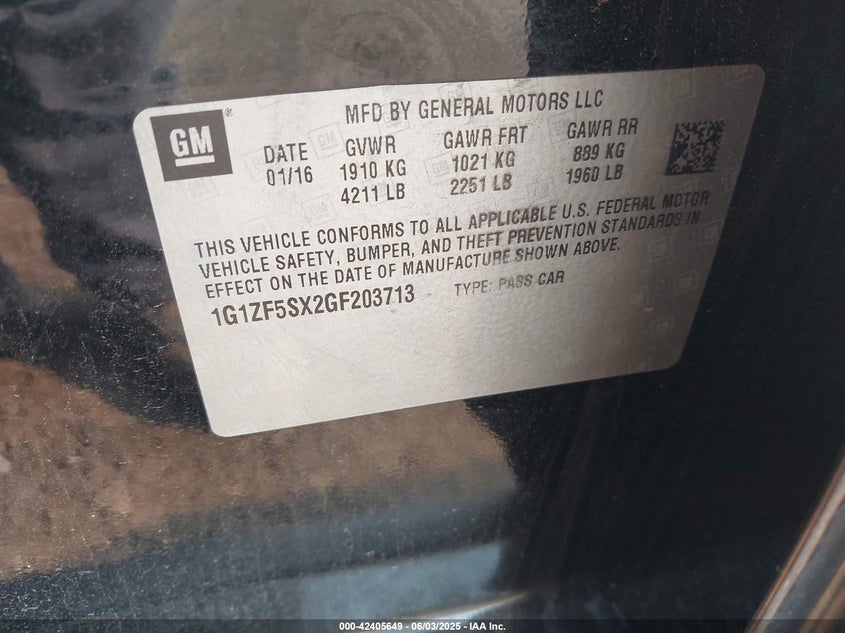 MFD BY GENERAL MOTORS LLC
GM®
DATE GVWR GAWR FRT GAWR RR
01/16 1910 KG 1021 KG 889 KG
4211 LB 2251 LB 1960 LB
THIS VEHICLE CONFORMS TO ALL APPLICABLE U.S. FEDERAL MOTOR
VEHICLE SAFETY, BUMPER, AND THEFT PREVENTION STANDARDS IN
EFFECT ON THE DATE OF MANUFACTURE SHOWN ABOVE.
1G1ZF5SX2GF203713 TYPE: PASS CAR
000-42405649 - 06/03/2025 - IAA Inc.